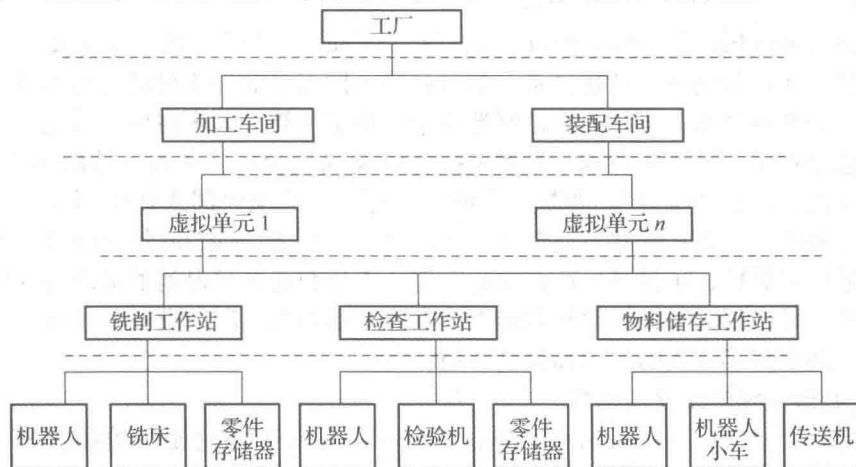 工厂
加工车间
装配车间
虚拟单元 1
虚拟单元 n
铣削工作站
检查工作站
物料储存工作站
机器人
铣床
零件
存储器
机器人
检验机
零件
存储器
机器人
机器人
小车
传送机